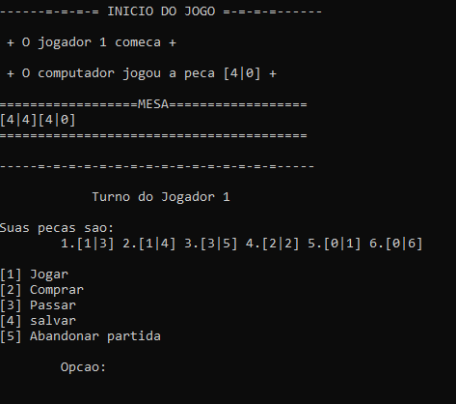 ------=-=-=-= INICIO DO JOGO =-=-=-=------
+ O jogador 1 comeca +
+ O computador jogou a peca [4|0] +
==================MESA==================
[4|4][4|0]
========================================
-----=-=-=-=-=-=-=-=-=-=-=-=-=-=-=-=-----
Turno do Jogador 1
Suas pecas sao:
1.[1|3] 2.[1|4] 3.[3|5] 4.[2|2] 5.[0|1] 6.[0|6]
[1] Jogar
[2] Comprar
[3] Passar
[4] salvar
[5] Abandonar partida
Opcao: